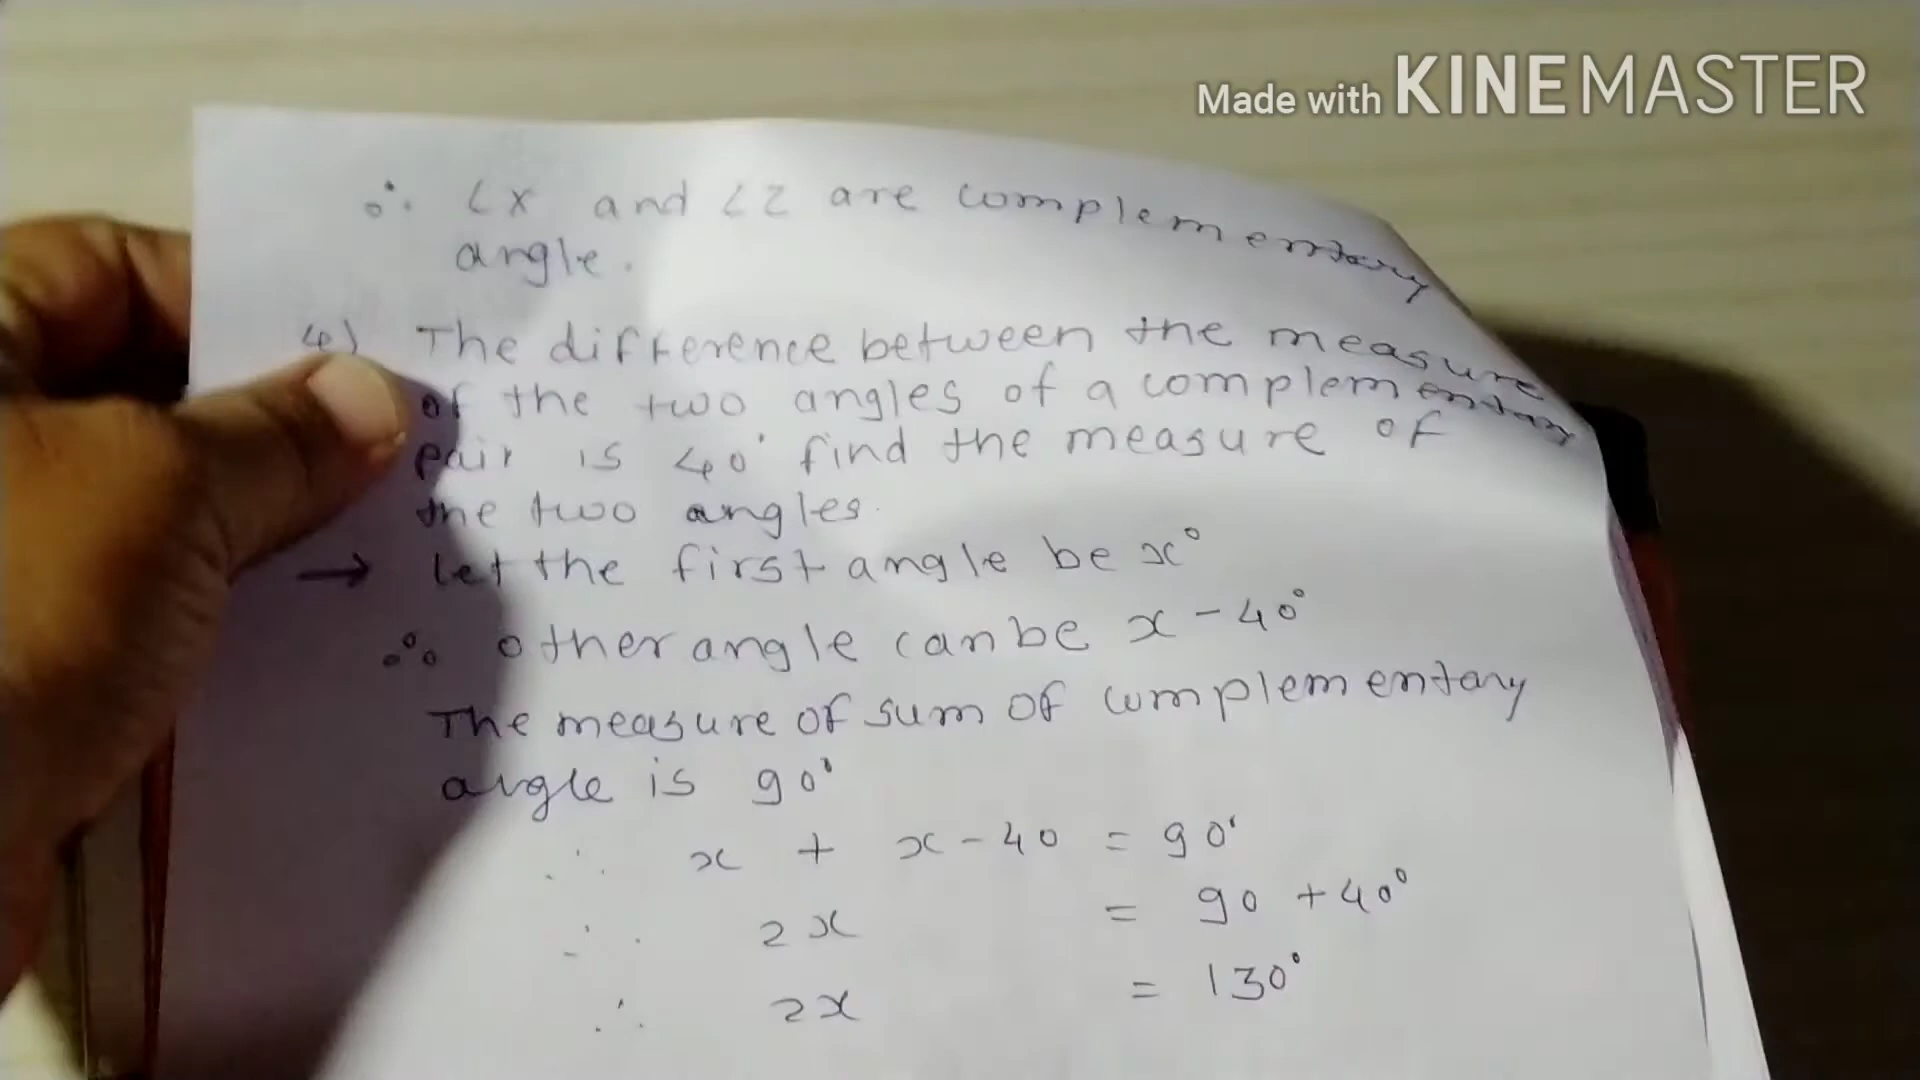 Made with KINEMASTER
∴ ∠x and ∠z are complementary
angle.
4) The difference between the measure
of the two angles of a complementary
pair is 40° find the measure of
the two angles.
→ let the first angle be x°
∴ other angle can be x - 40°
The measure of sum of complementary
angle is 90°
∴ x + x - 40 = 90°
∴ 2x = 90 + 40°
∴ 2x = 130°